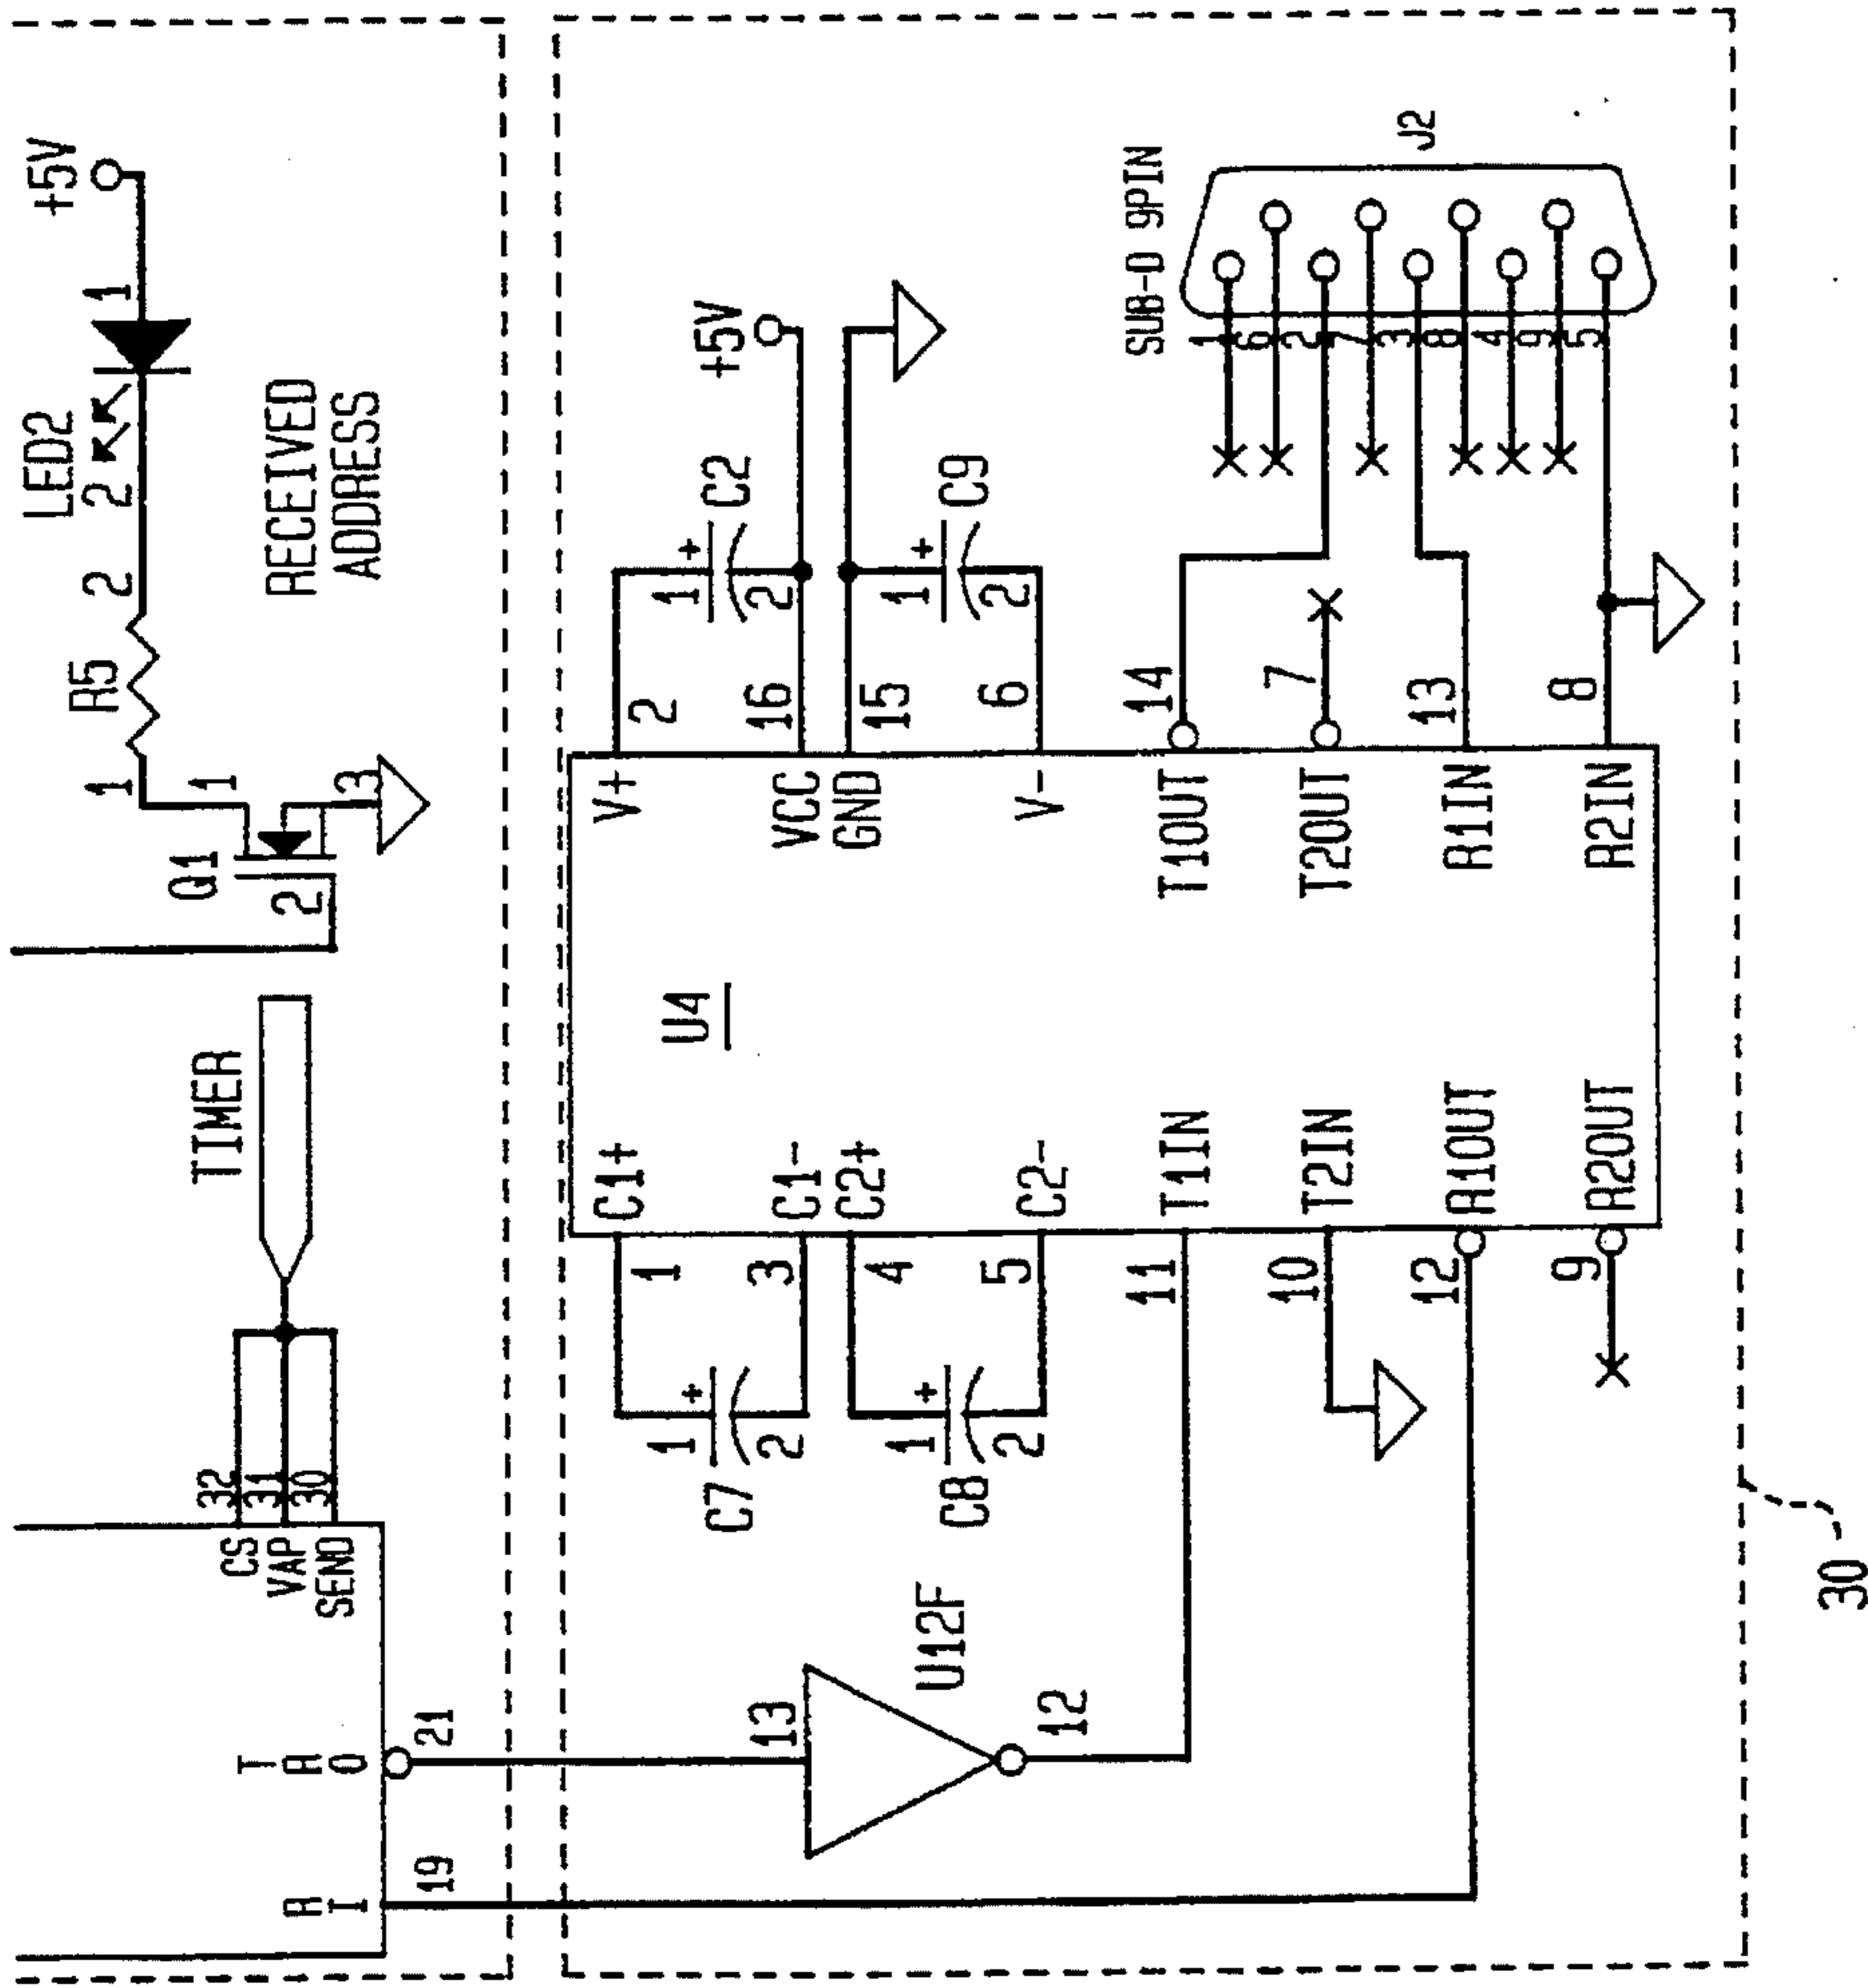 +5V
LED2
1
2
2
R5
1
RECEIVED
ADDRESS
Q1
1
2
3
TIMER
32
31
30
CS
VAP
SEND
TRO
21
RI
19
U4
C1+
C1-
C2+
C2-
T1IN
T2IN
R1OUT
R2OUT
V+
VCC
GND
V-
T1OUT
T2OUT
R1IN
R2IN
1
3
4
5
11
10
12
9
2
16
15
6
14
7
13
8
C7
1
+
2
C8
1
+
2
C2
1
+
2
C9
1
+
2
+5V
SUB-D 9PIN
J2
1
6
2
7
3
8
4
9
5
13
U12F
12
30